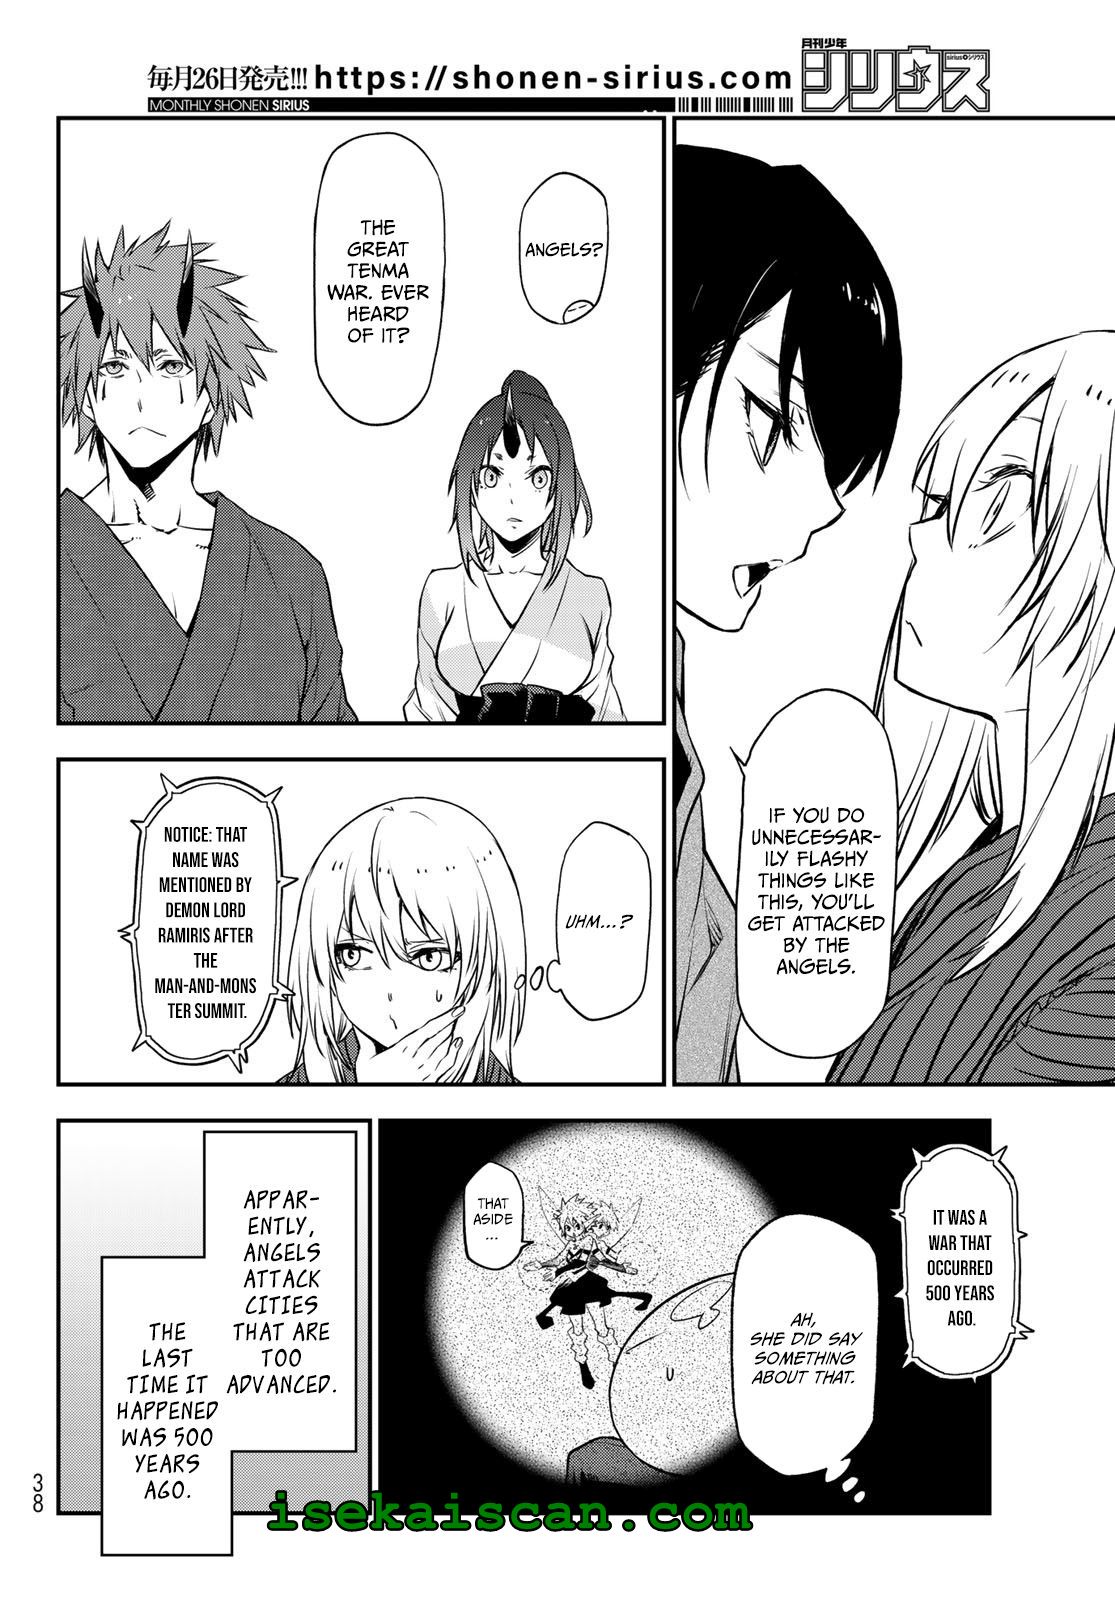 毎月26日発売!!! https://shonen-sirius.com
MONTHLY SHONEN SIRIUS
月刊少年
シリウス
IF YOU DO
UNNECESSAR-
ILY FLASHY
THINGS LIKE
THIS, YOU'LL
GET ATTACKED
BY THE
ANGELS.
ANGELS?
THE
GREAT
TENMA
WAR. EVER
HEARD
OF IT?
UHM...?
NOTICE: THAT
NAME WAS
MENTIONED BY
DEMON LORD
RAMIRIS AFTER
THE
MAN-AND-MONS
TER SUMMIT.
IT WAS A
WAR THAT
OCCURRED
500 YEARS
AGO.
AH,
SHE DID SAY
SOMETHING
ABOUT THAT.
THAT
ASIDE
...
APPAR-
ENTLY,
ANGELS
ATTACK
CITIES
THAT ARE
TOO
ADVANCED.
THE
LAST
TIME IT
HAPPENED
WAS 500
YEARS
AGO.
38
isekaiscan.com